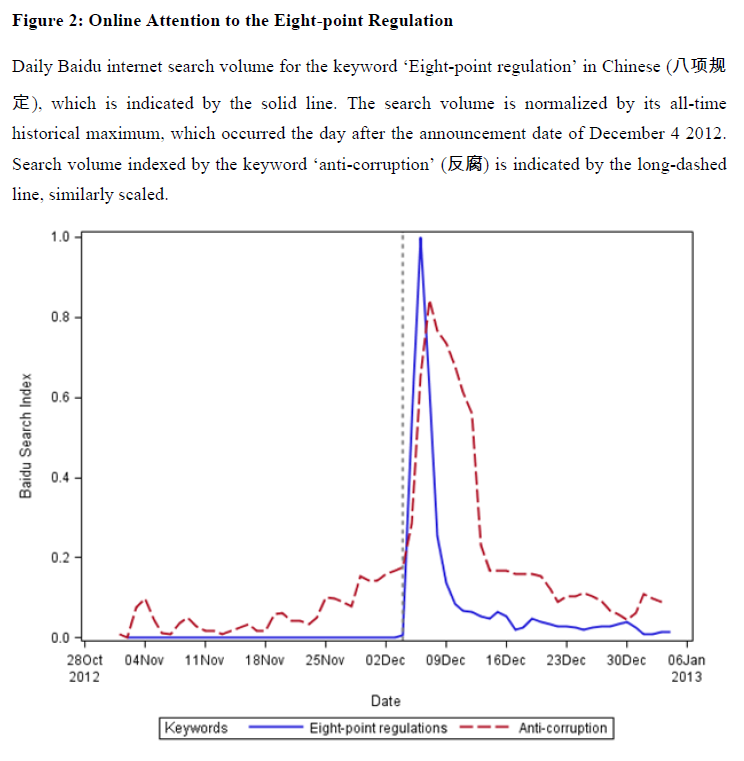 Figure 2: Online Attention to the Eight-point Regulation
Daily Baidu internet search volume for the keyword ‘Eight-point regulation’ in Chinese (八项规
定), which is indicated by the solid line. The search volume is normalized by its all-time
historical maximum, which occurred the day after the announcement date of December 4 2012.
Search volume indexed by the keyword ‘anti-corruption’ (反腐) is indicated by the long-dashed
line, similarly scaled.
1.0
0.8
0.6
0.4
0.2
0.0
Baidu Search Index
28Oct 04Nov 11Nov 18Nov 25Nov 02Dec 09Dec 16Dec 23Dec 30Dec 06Jan
2012 2013
Date
Keywords Eight-point regulations Anti-corruption